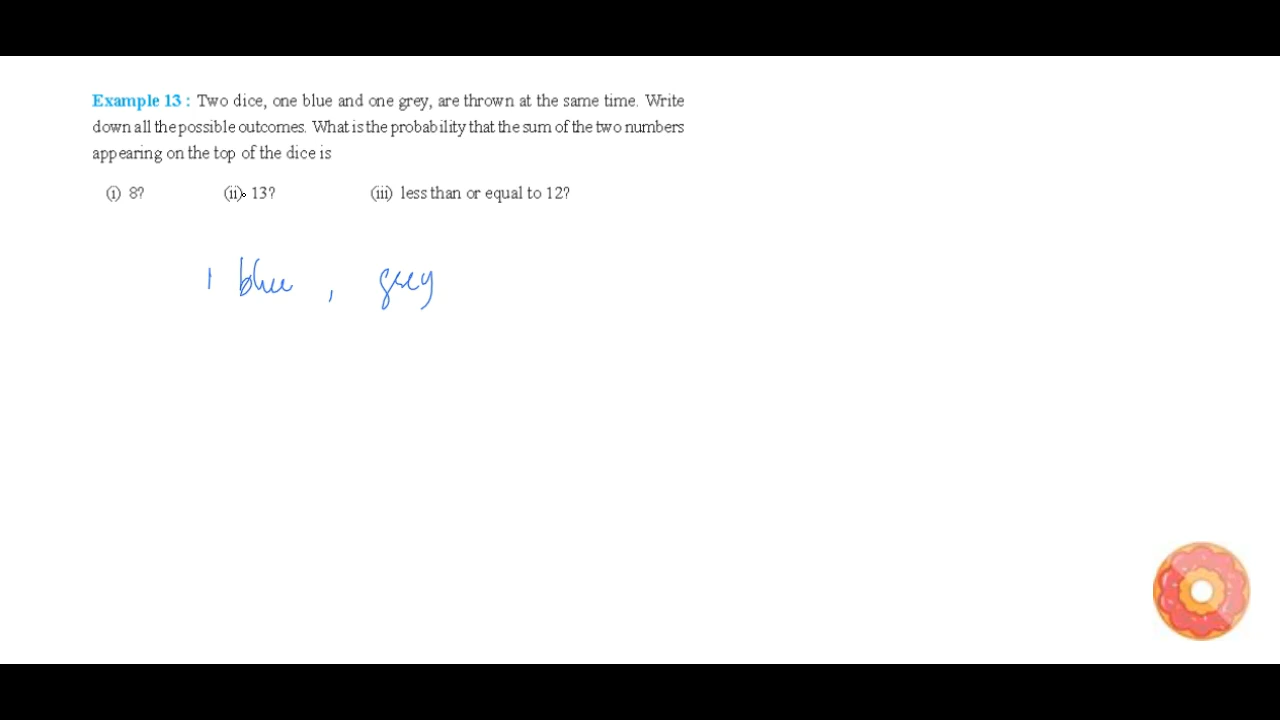 Example 13 : Two dice, one blue and one grey, are thrown at the same time. Write
down all the possible outcomes. What is the probability that the sum of the two numbers
appearing on the top of the dice is
(i) 8? (ii) 13? (iii) less than or equal to 12?
1 blue , grey